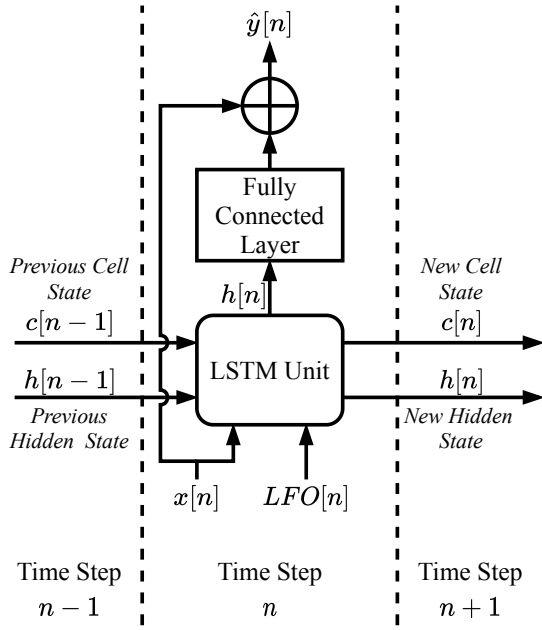 ŷ[n]
Fully
Connected
Layer
Previous Cell
State
c[n − 1]
h[n]
New Cell
State
c[n]
LSTM Unit
h[n − 1]
h[n]
Previous
Hidden State
New Hidden
State
x[n]
LFO[n]
Time Step
n − 1
Time Step
n
Time Step
n + 1